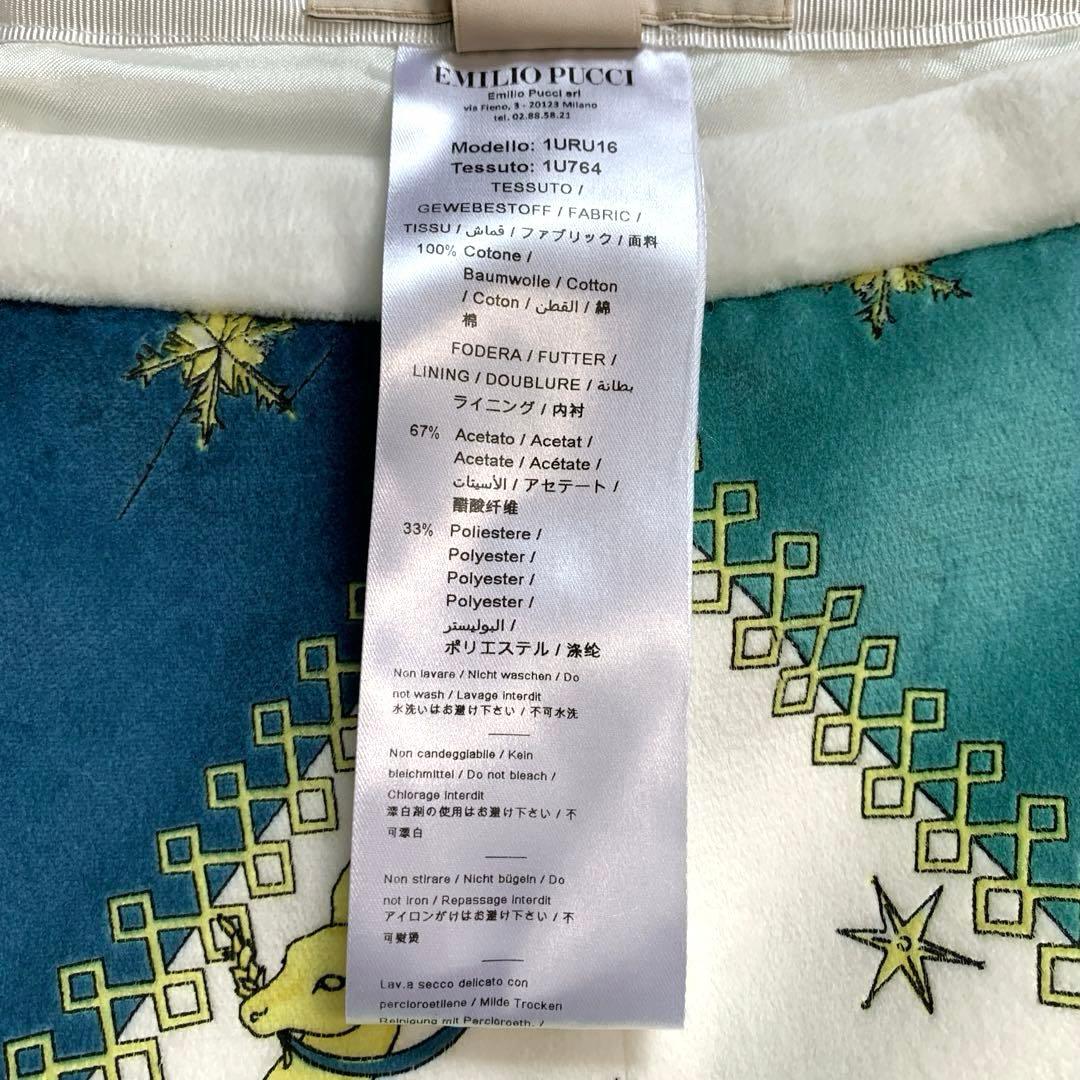 EMILIO PUCCI
Emilio Pucci srl
via Fieno, 3 - 20123 Milano
tel. 02.88.58.21
Modello: 1URU16
Tessuto: 1U764
TESSUTO /
GEWEBESTOFF / FABRIC /
TISSU / قماش / ファブリック / 面料
100% Cotone /
Baumwolle / Cotton
/ Coton / القطن / 綿
棉
FODERA / FUTTER /
LINING / DOUBLURE / بطانة
ライニング / 内衬
67% Acetato / Acetat /
Acetate / Acétate /
الأسيتات / アセテート /
醋酸纤维
33% Poliestere /
Polyester /
Polyester /
Polyester /
البوليستر /
ポリエステル / 涤纶
Non lavare / Nicht waschen / Do
not wash / Lavage interdit
水洗いはお避け下さい / 不可水洗
Non candeggiabile / Kein
bleichmittel / Do not bleach /
Chlorage interdit
漂白剤の使用はお避け下さい / 不
可漂白
Non stirare / Nicht bügeln / Do
not iron / Repassage interdit
アイロンがけはお避け下さい / 不
可熨烫
Lav.a secco delicato con
percloroetilene / Milde Trocken
Reinigung mit Percloroeth. /